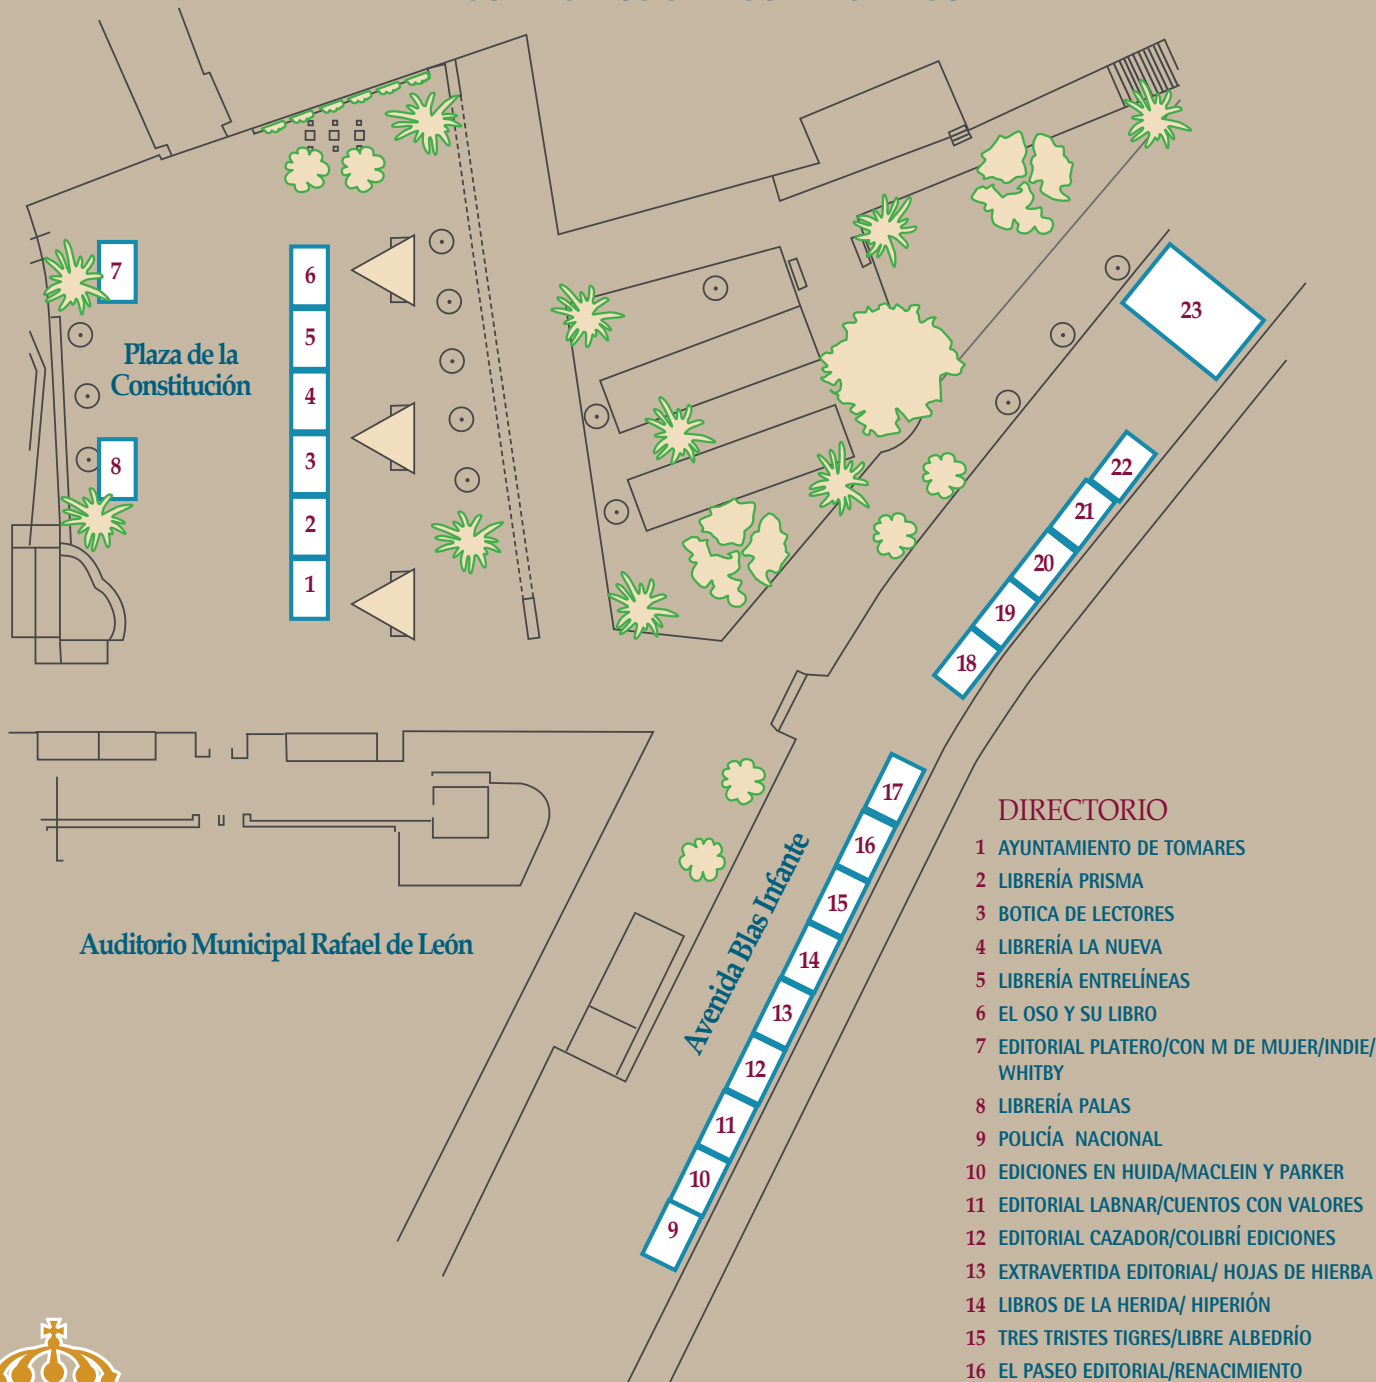 7
6
5
4
3
2
1
8
Plaza de la
Constitución
23
22
21
20
19
18
17
16
15
14
13
12
11
10
9
Avenida Blas Infante
Auditorio Municipal Rafael de León
DIRECTORIO
1 AYUNTAMIENTO DE TOMARES
2 LIBRERÍA PRISMA
3 BOTICA DE LECTORES
4 LIBRERÍA LA NUEVA
5 LIBRERÍA ENTRELÍNEAS
6 EL OSO Y SU LIBRO
7 EDITORIAL PLATERO/CON M DE MUJER/INDIE/
WHITBY
8 LIBRERÍA PALAS
9 POLICÍA NACIONAL
10 EDICIONES EN HUIDA/MACLEIN Y PARKER
11 EDITORIAL LABNAR/CUENTOS CON VALORES
12 EDITORIAL CAZADOR/COLIBRÍ EDICIONES
13 EXTRAVERTIDA EDITORIAL/ HOJAS DE HIERBA
14 LIBROS DE LA HERIDA/ HIPERIÓN
15 TRES TRISTES TIGRES/LIBRE ALBEDRÍO
16 EL PASEO EDITORIAL/RENACIMIENTO